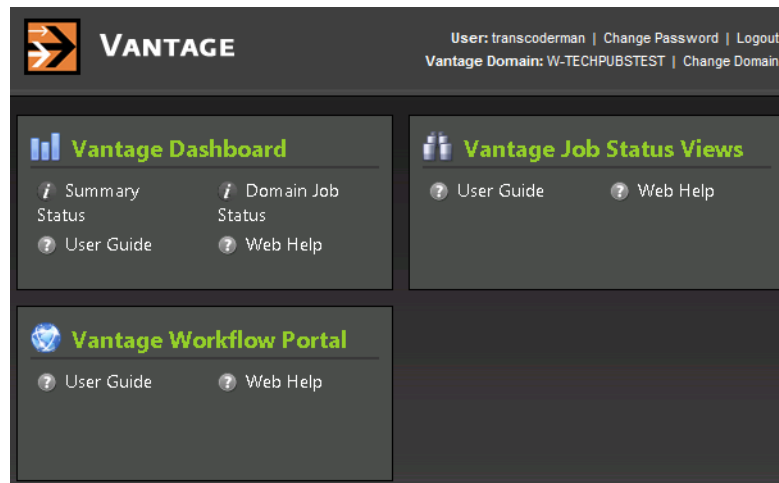 VANTAGE
User: transcoderman | Change Password | Logout
Vantage Domain: W-TECHPUBSTEST | Change Domain
Vantage Dashboard
Summary Status
Domain Job Status
User Guide
Web Help
Vantage Job Status Views
User Guide
Web Help
Vantage Workflow Portal
User Guide
Web Help